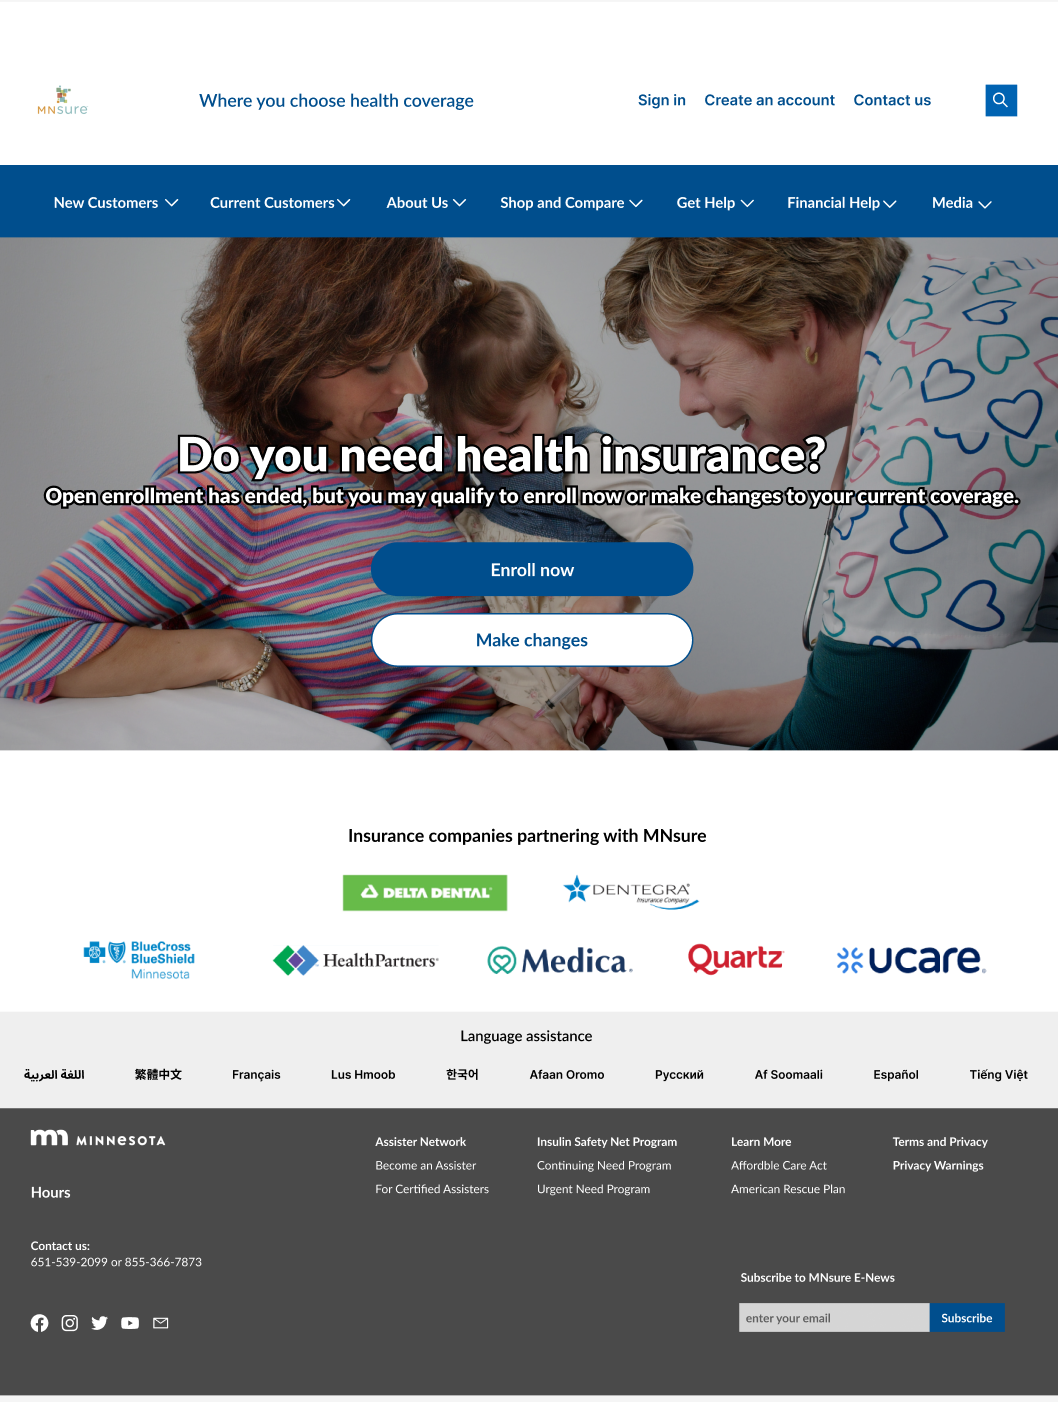 MNsure
Where you choose health coverage
Sign in Create an account Contact us
New Customers Current Customers About Us Shop and Compare Get Help Financial Help Media
Do you need health insurance?
Open enrollment has ended, but you may qualify to enroll now or make changes to your current coverage.
Enroll now
Make changes
Insurance companies partnering with MNsure
DELTA DENTAL
DENTEGRA
Insurance Company
BlueCross
BlueShield
Minnesota
HealthPartners
Medica
Quartz
ucare
Language assistance
اللغة العربية 繁體中文 Français Lus Hmoob 한국어 Afaan Oromo Русский Af Soomaali Español Tiếng Việt
mn MINNESOTA
Hours
Contact us:
651-539-2099 or 855-366-7873
Assister Network
Become an Assister
For Certified Assisters
Insulin Safety Net Program
Continuing Need Program
Urgent Need Program
Learn More
Affordble Care Act
American Rescue Plan
Terms and Privacy
Privacy Warnings
Subscribe to MNsure E-News
enter your email Subscribe